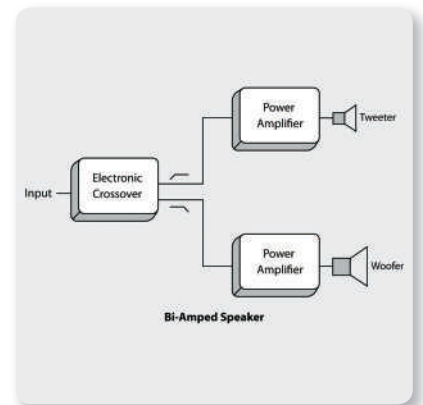 Power
Amplifier
Tweeter
Electronic
Crossover
Input
Power
Amplifier
Woofer
Bi-Amped Speaker